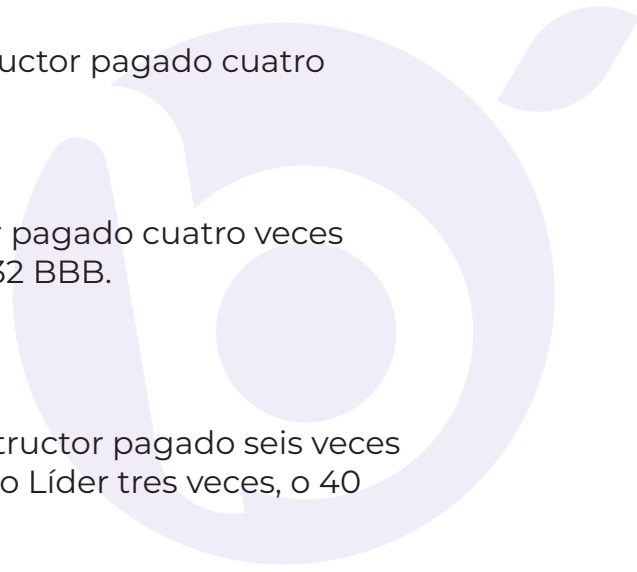 uctor pagado cuatro
pagado cuatro veces
32 BBB.
tructor pagado seis veces
o Líder tres veces, o 40